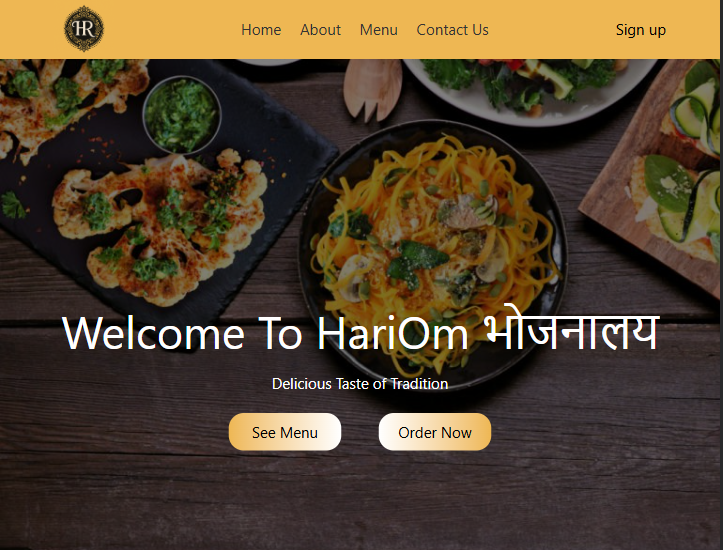 HR
Home About Menu Contact Us Sign up
Welcome To HariOm भोजनालय
Delicious Taste of Tradition
See Menu Order Now